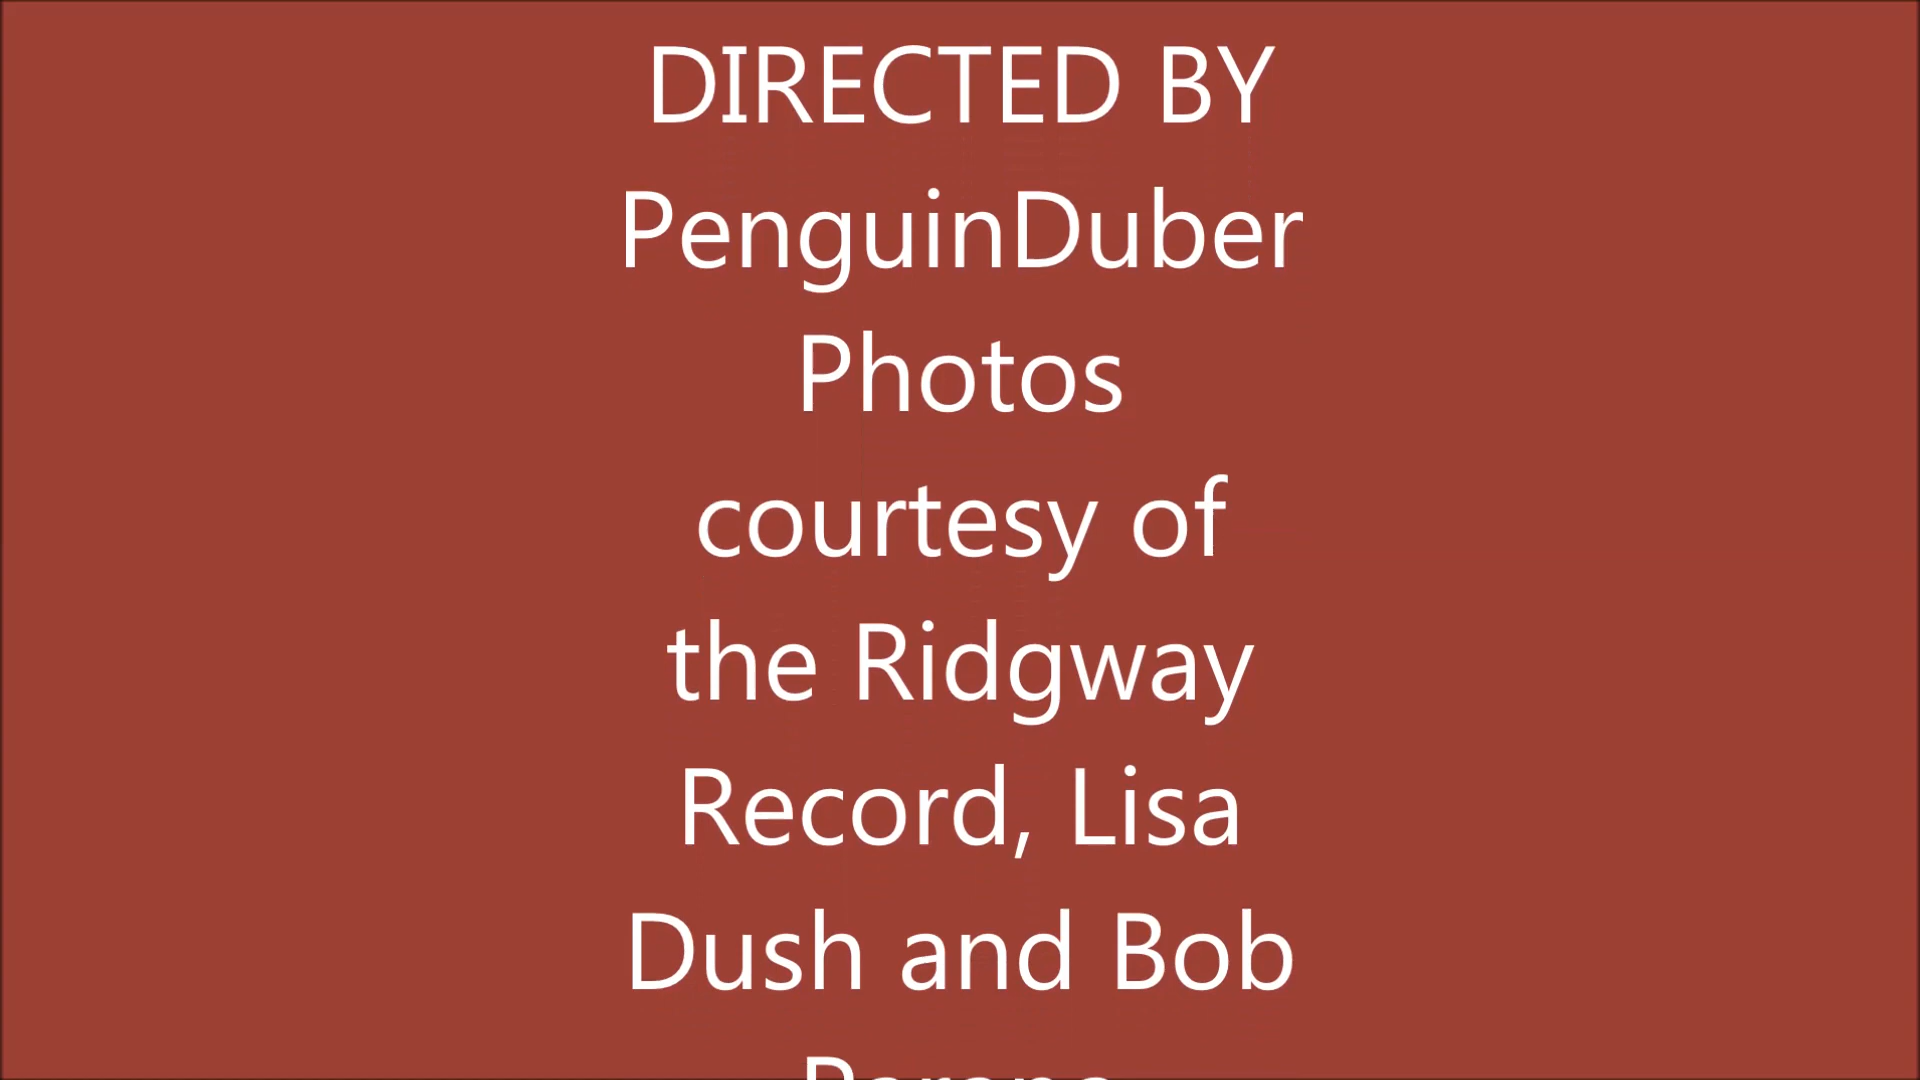 DIRECTED BY
PenguinDuber
Photos
courtesy of
the Ridgway
Record, Lisa
Dush and Bob